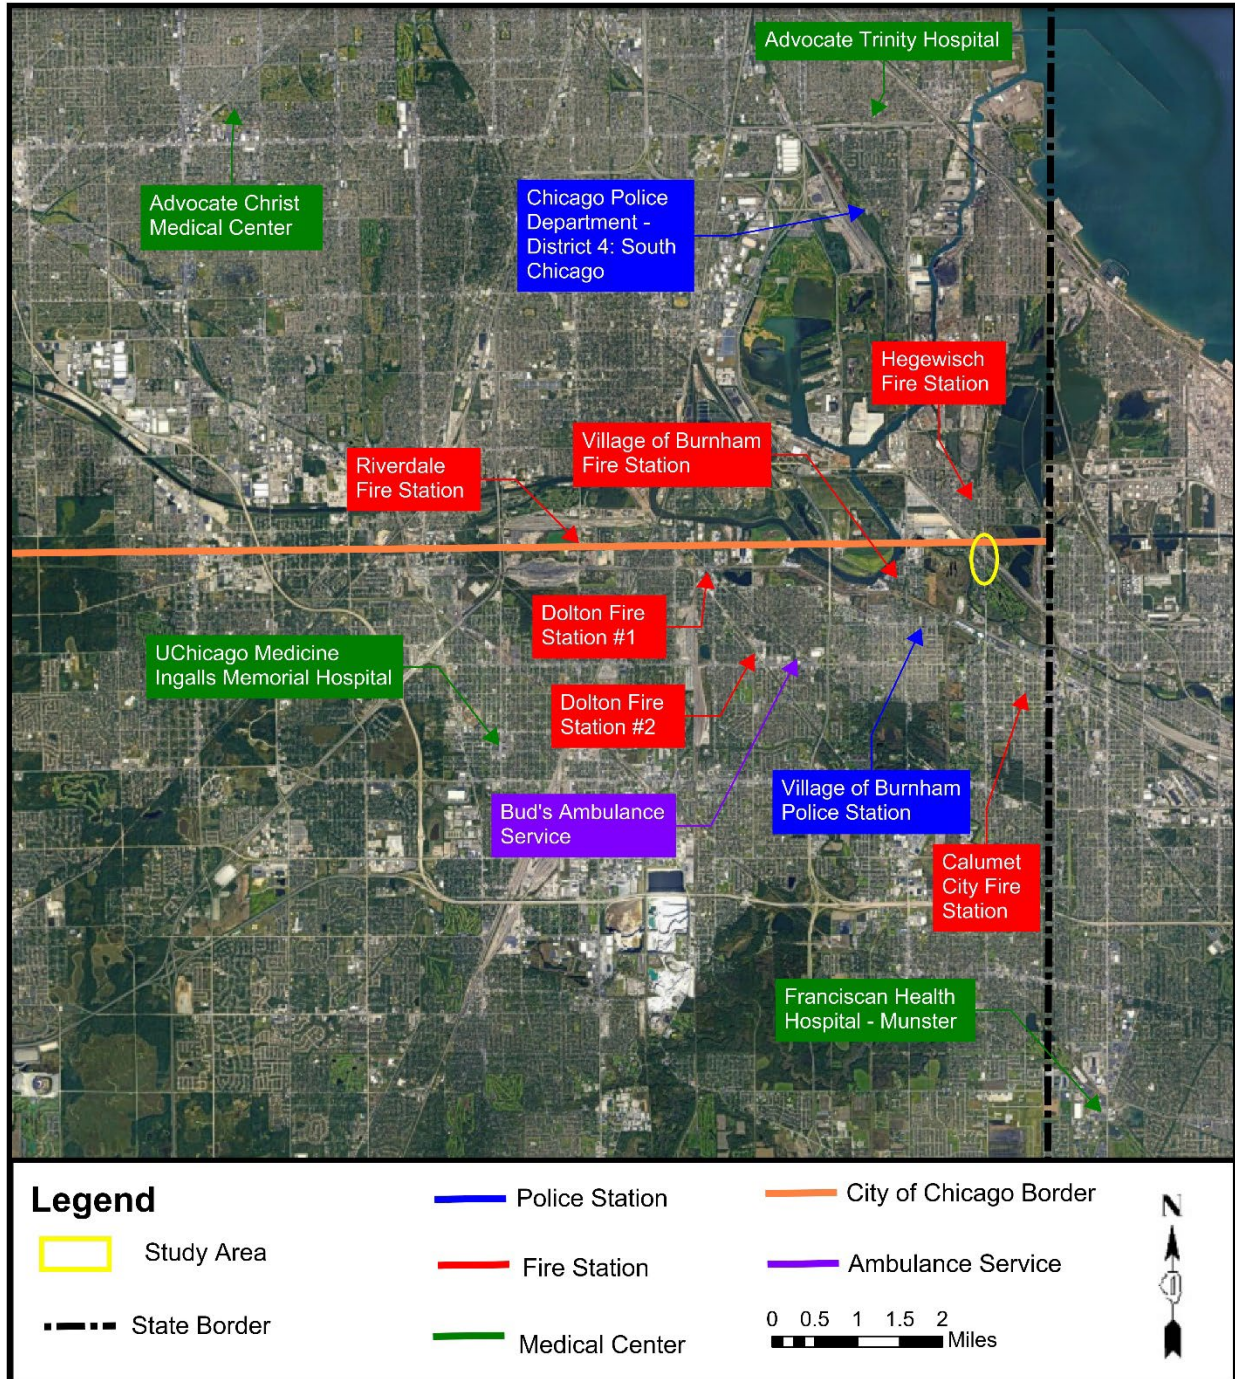 Advocate Trinity Hospital
Advocate Christ
Medical Center
Chicago Police
Department -
District 4: South
Chicago
Hegewisch
Fire Station
Village of Burnham
Fire Station
Riverdale
Fire Station
Dolton Fire
Station #1
UChicago Medicine
Ingalls Memorial Hospital
Dolton Fire
Station #2
Village of Burnham
Police Station
Bud's Ambulance
Service
Calumet
City Fire
Station
Franciscan Health
Hospital - Munster
Legend
Study Area
State Border
Police Station
Fire Station
Medical Center
City of Chicago Border
Ambulance Service
0 0.5 1 1.5 2
Miles
N